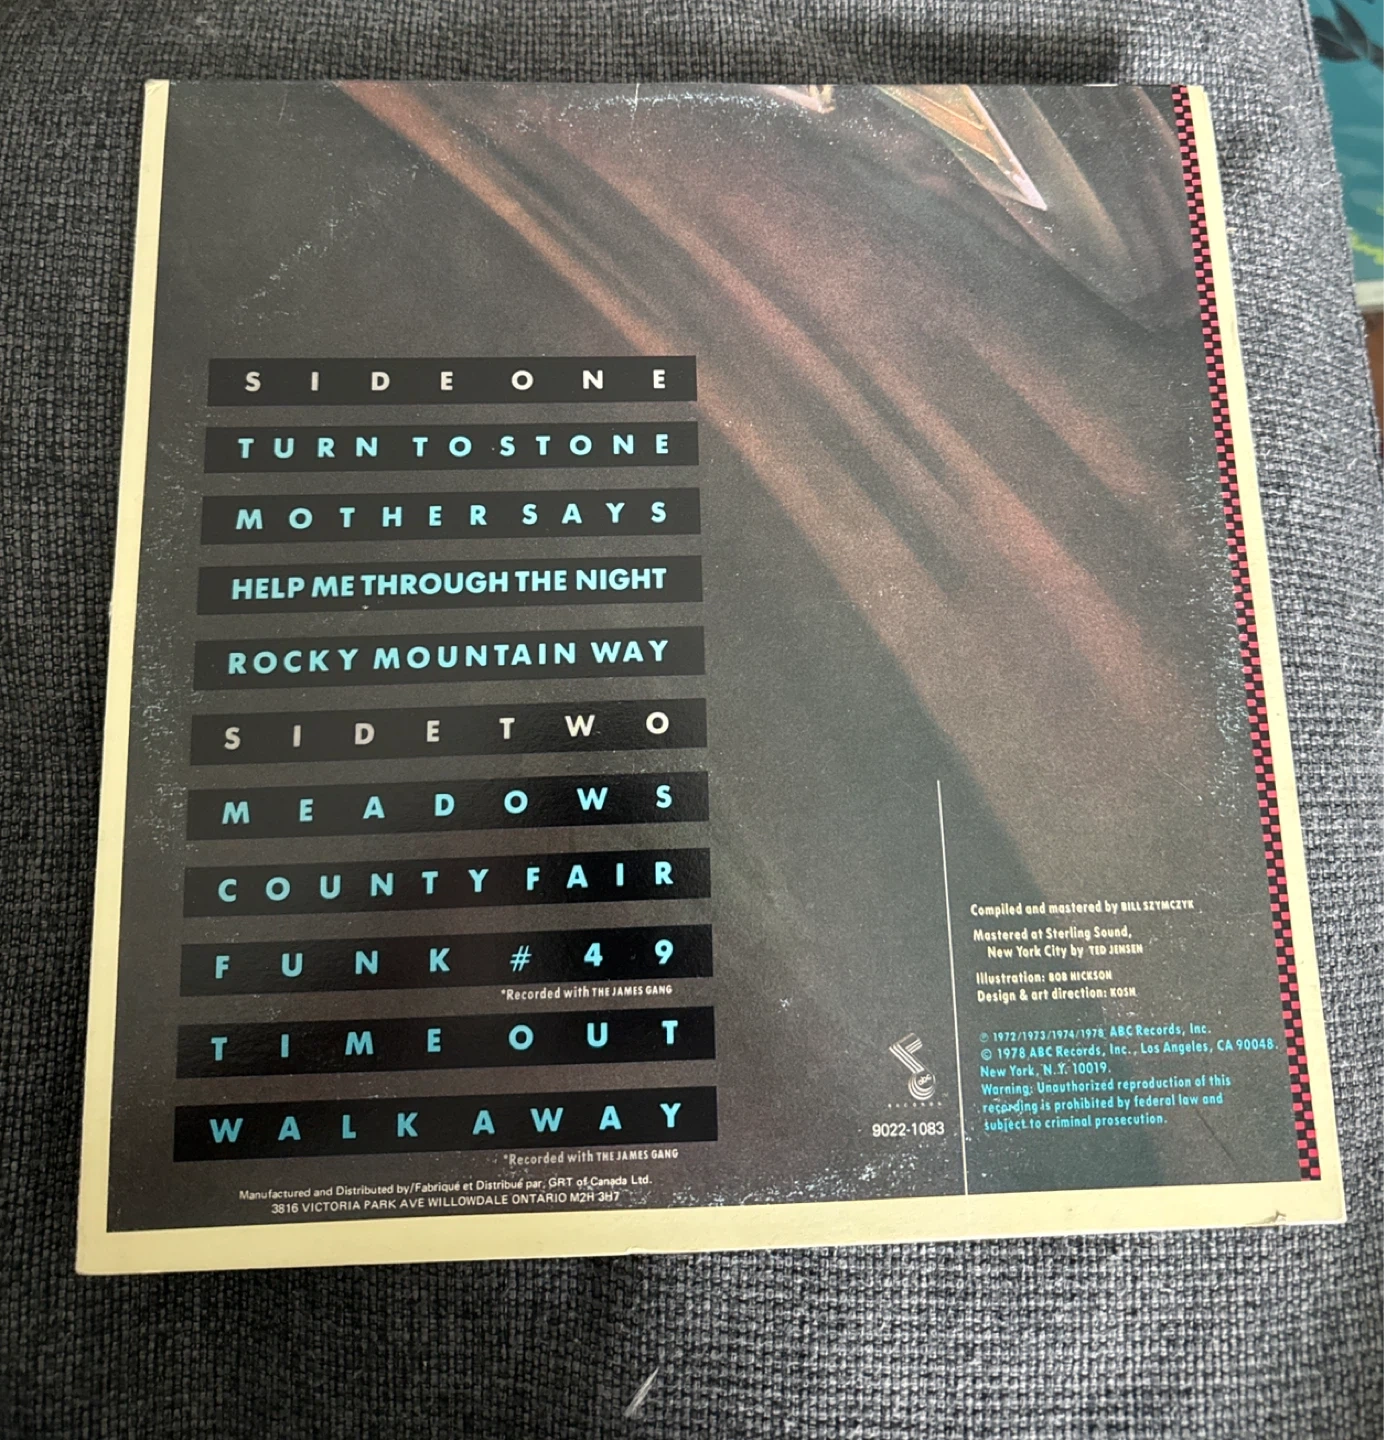 SIDE ONE
TURN TO STONE
MOTHER SAYS
HELP ME THROUGH THE NIGHT
ROCKY MOUNTAIN WAY
SIDE TWO
MEADOWS
COUNTY FAIR
FUNK #49
*Recorded with THE JAMES GANG
TIME OUT
WALK AWAY
*Recorded with THE JAMES GANG
Manufactured and Distributed by/Fabriqué et Distribué par: GRT of Canada Ltd.
3816 VICTORIA PARK AVE WILLOWDALE ONTARIO M2H 3H7
abc
RECORDS
9022-1083
Compiled and mastered by BILL SZYMCZYK
Mastered at Sterling Sound,
New York City by TED JENSEN
Illustration: BOB HICKSON
Design & art direction: KOSH
℗ 1972/1973/1974/1978 ABC Records, Inc.
© 1978 ABC Records, Inc., Los Angeles, CA 90048.
New York, N.Y. 10019.
Warning: Unauthorized reproduction of this
recording is prohibited by federal law and
subject to criminal prosecution.